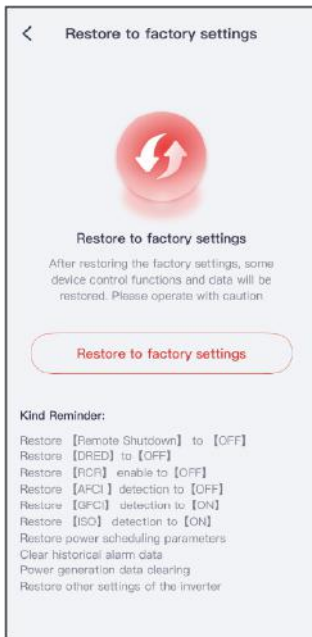 Restore to factory settings
Restore to factory settings
After restoring the factory settings, some
device control functions and data will be
restored. Please operate with caution
Restore to factory settings
Kind Reminder:
Restore 【Remote Shutdown】 to 【OFF】
Restore 【DRED】to【OFF】
Restore 【RCR】 enable to【OFF】
Restore 【AFCI 】detection to【OFF】
Restore 【GFCI】 detection to【ON】
Restore 【ISO】 detection to【ON】
Restore power scheduling parameters
Clear historical alarm data
Power generation data clearing
Restore other settings of the inverter